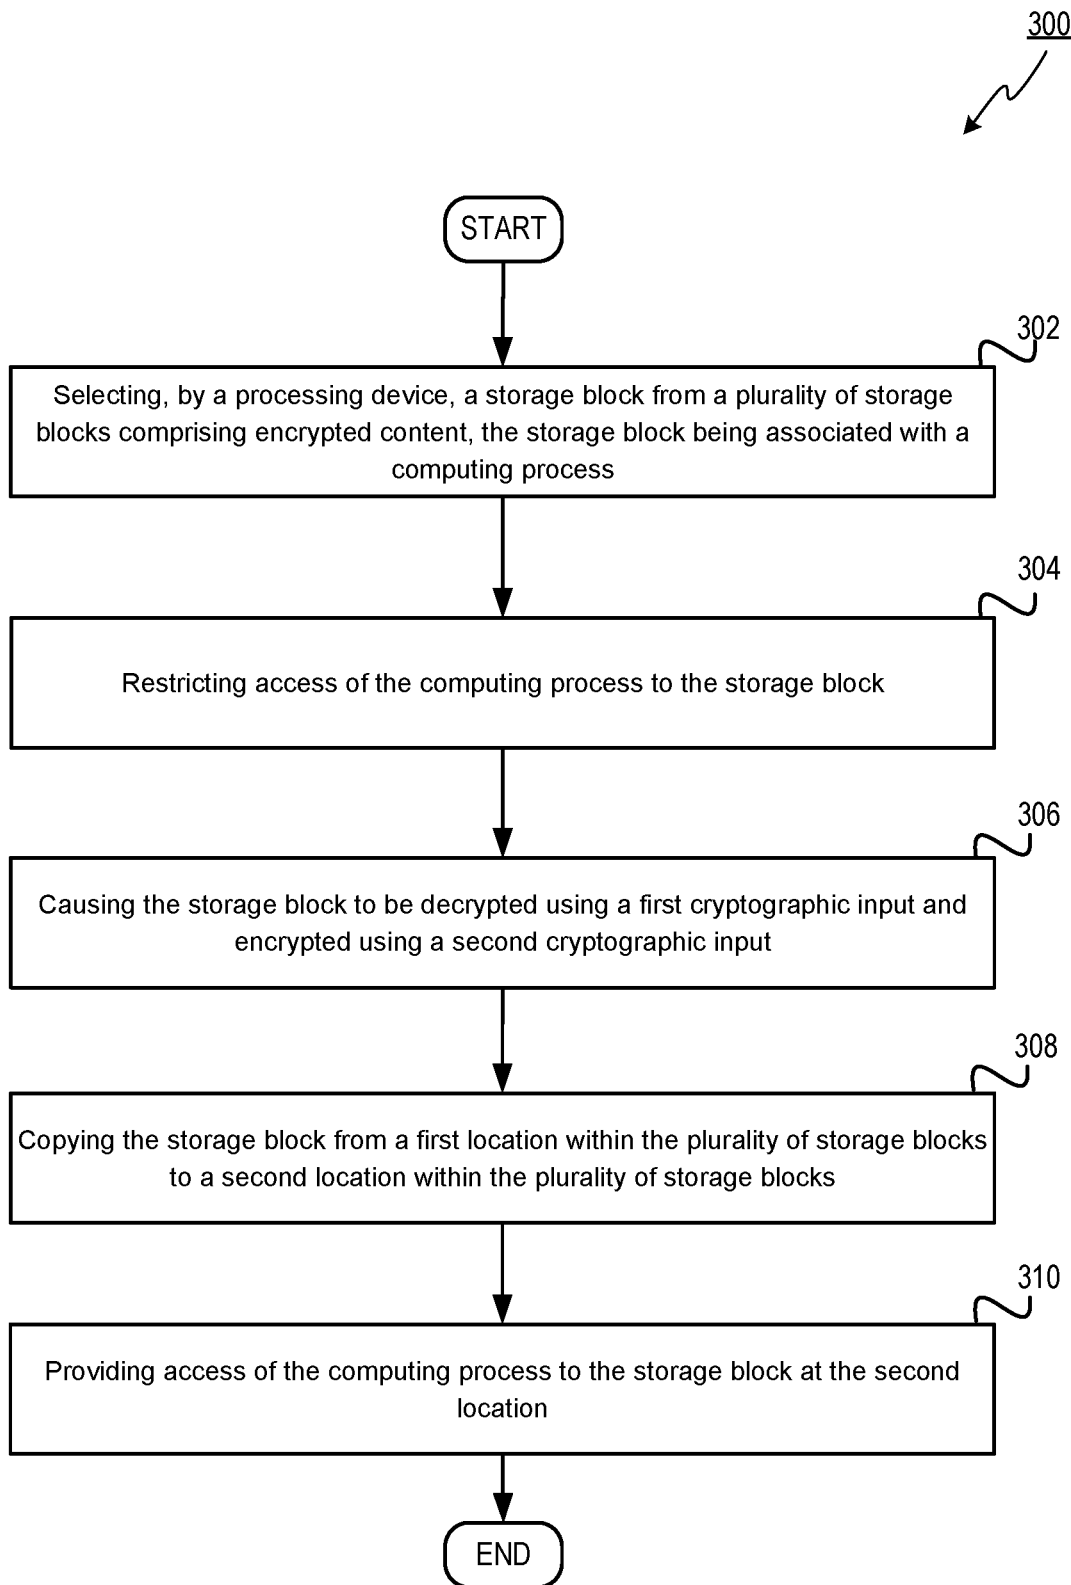 300
START
302
Selecting, by a processing device, a storage block from a plurality of storage
blocks comprising encrypted content, the storage block being associated with a
computing process
304
Restricting access of the computing process to the storage block
306
Causing the storage block to be decrypted using a first cryptographic input and
encrypted using a second cryptographic input
308
Copying the storage block from a first location within the plurality of storage blocks
to a second location within the plurality of storage blocks
310
Providing access of the computing process to the storage block at the second
location
END